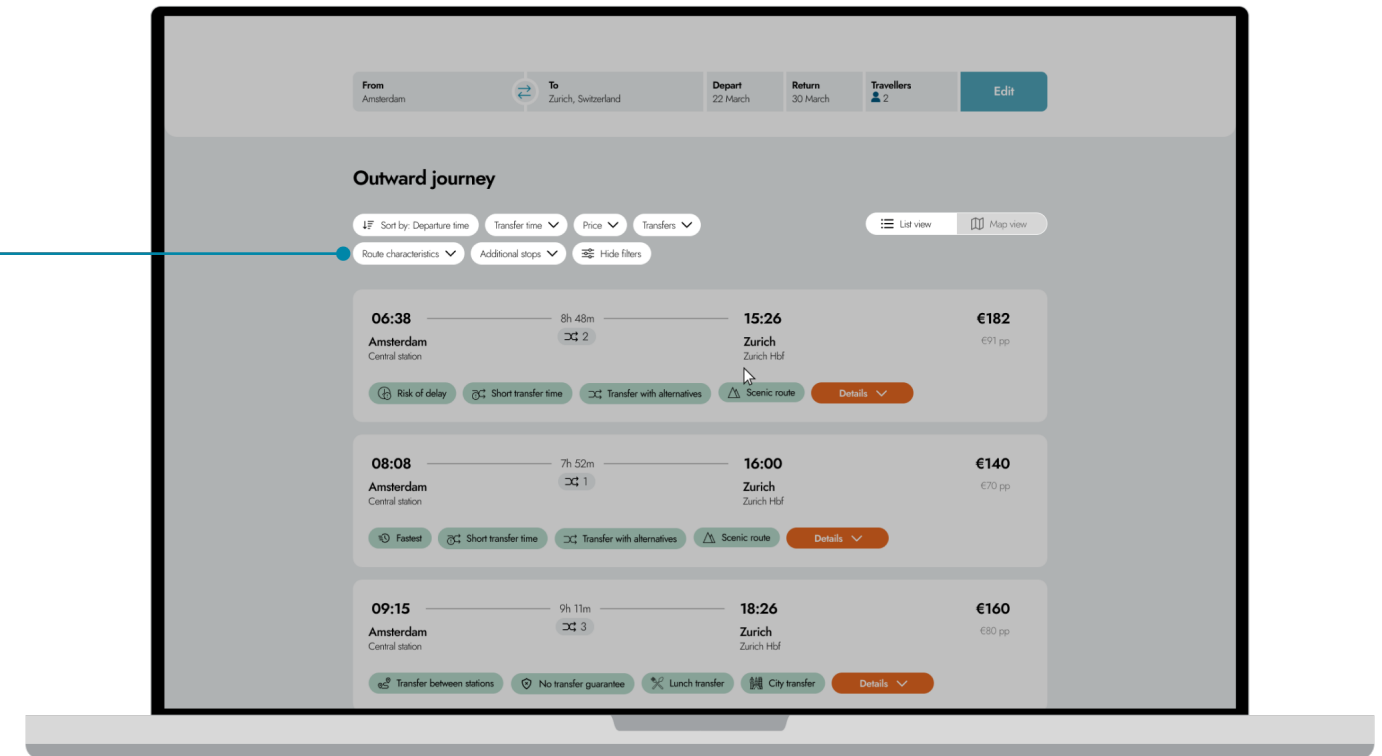 From To Depart Return Travellers
Amsterdam Zurich, Switzerland 22 March 30 March 2 Edit
Outward journey
Sort by: Departure time Transfer time Price Transfers List view Map view
Route characteristics Additional stops Hide filters
06:38 8h 48m 15:26 €182
2
Amsterdam Zurich €91 pp
Central station Zurich Hbf
Risk of delay Short transfer time Transfer with alternatives Scenic route Details
08:08 7h 52m 16:00 €140
1
Amsterdam Zurich €70 pp
Central station Zurich Hbf
Fastest Short transfer time Transfer with alternatives Scenic route Details
09:15 9h 11m 18:26 €160
3
Amsterdam Zurich €80 pp
Central station Zurich Hbf
Transfer between stations No transfer guarantee Lunch transfer City transfer Details